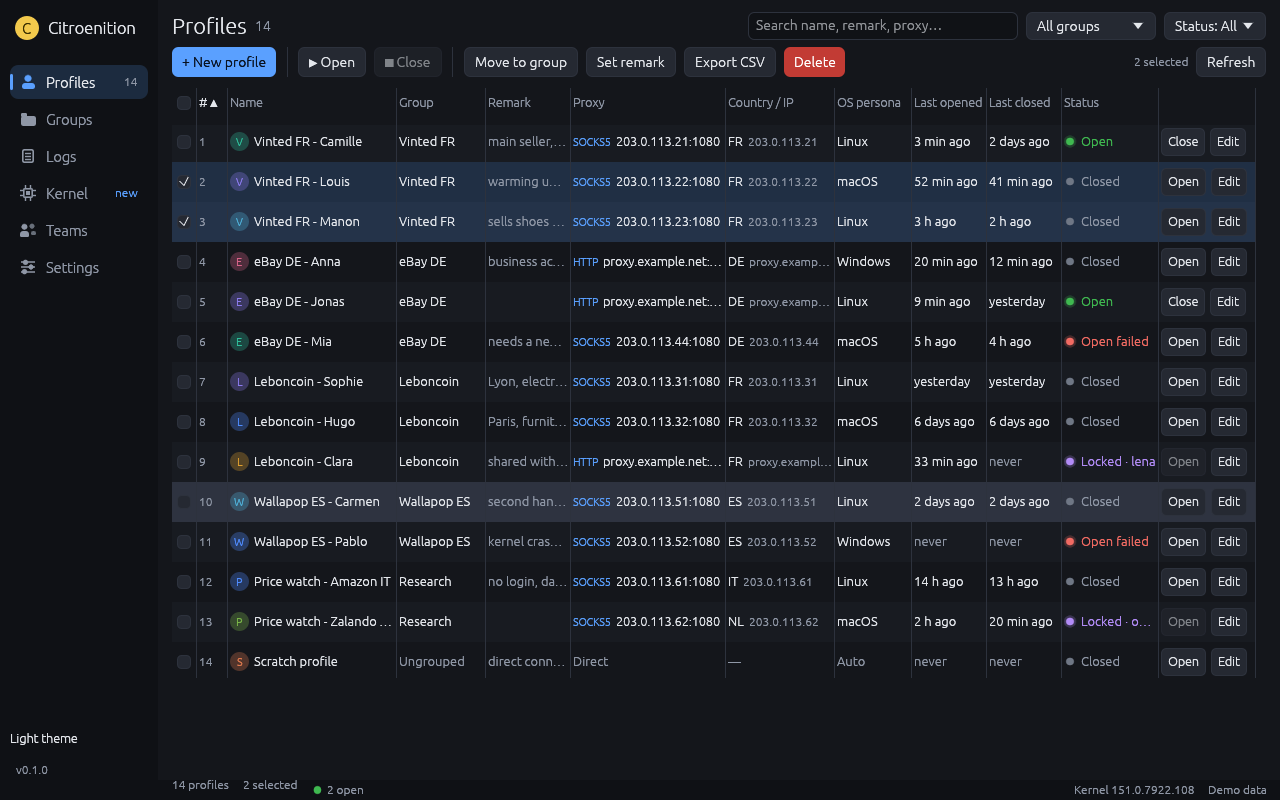 C Citroenition
Profiles 14
Groups
Logs
Kernel new
Teams
Settings
Light theme
v0.1.0
Profiles 14
Search name, remark, proxy...
All groups ▼
Status: All ▼
+ New profile
▶ Open
■ Close
Move to group
Set remark
Export CSV
Delete
2 selected
Refresh
#▲ Name Group Remark Proxy Country / IP OS persona Last opened Last closed Status
1 V Vinted FR - Camille Vinted FR main seller,... SOCKS5 203.0.113.21:1080 FR 203.0.113.21 Linux 3 min ago 2 days ago Open Close Edit
2 V Vinted FR - Louis Vinted FR warming u... SOCKS5 203.0.113.22:1080 FR 203.0.113.22 macOS 52 min ago 41 min ago Closed Open Edit
3 V Vinted FR - Manon Vinted FR sells shoes ... SOCKS5 203.0.113.23:1080 FR 203.0.113.23 Linux 3 h ago 2 h ago Closed Open Edit
4 E eBay DE - Anna eBay DE business ac... HTTP proxy.example.net:... DE proxy.examp... Windows 20 min ago 12 min ago Closed Open Edit
5 E eBay DE - Jonas eBay DE HTTP proxy.example.net:... DE proxy.examp... Linux 9 min ago yesterday Open Close Edit
6 E eBay DE - Mia eBay DE needs a ne... SOCKS5 203.0.113.44:1080 DE 203.0.113.44 macOS 5 h ago 4 h ago Open failed Open Edit
7 L Leboncoin - Sophie Leboncoin Lyon, electr... SOCKS5 203.0.113.31:1080 FR 203.0.113.31 Linux yesterday yesterday Closed Open Edit
8 L Leboncoin - Hugo Leboncoin Paris, furnit... SOCKS5 203.0.113.32:1080 FR 203.0.113.32 macOS 6 days ago 6 days ago Closed Open Edit
9 L Leboncoin - Clara Leboncoin shared with... HTTP proxy.example.net:... FR proxy.exampl... Linux 33 min ago never Locked · lena Open Edit
10 W Wallapop ES - Carmen Wallapop ES second han... SOCKS5 203.0.113.51:1080 ES 203.0.113.51 Linux 2 days ago 2 days ago Closed Open Edit
11 W Wallapop ES - Pablo Wallapop ES kernel cras... SOCKS5 203.0.113.52:1080 ES 203.0.113.52 Windows never never Open failed Open Edit
12 P Price watch - Amazon IT Research no login, da... SOCKS5 203.0.113.61:1080 IT 203.0.113.61 Linux 14 h ago 13 h ago Closed Open Edit
13 P Price watch - Zalando ... Research SOCKS5 203.0.113.62:1080 NL 203.0.113.62 macOS 2 h ago 20 min ago Locked · o... Open Edit
14 S Scratch profile Ungrouped direct conn... Direct — Auto never never Closed Open Edit
14 profiles 2 selected 2 open Kernel 151.0.7922.108 Demo data